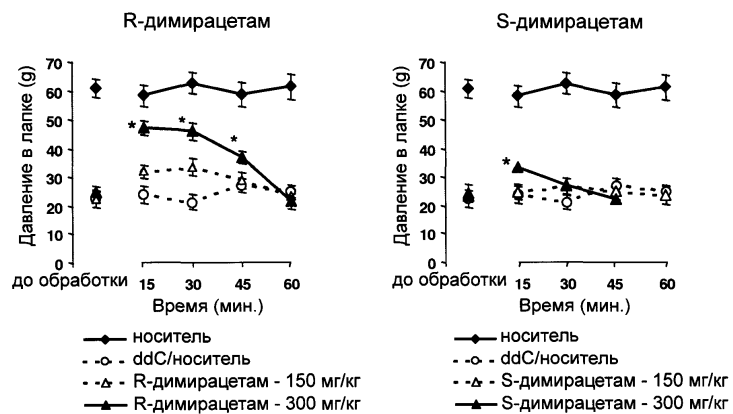 R-димирацетам
Давление в лапке (g)
70
60
50
40
30
20
10
0
* * *
до обработки 15 30 45 60
Время (мин.)
носитель
ddC/носитель
R-димирацетам - 150 мг/кг
R-димирацетам - 300 мг/кг
S-димирацетам
Давление в лапке (g)
70
60
50
40
30
20
10
0
*
до обработки 15 30 45 60
Время (мин.)
носитель
ddC/носитель
S-димирацетам - 150 мг/кг
S-димирацетам - 300 мг/кг